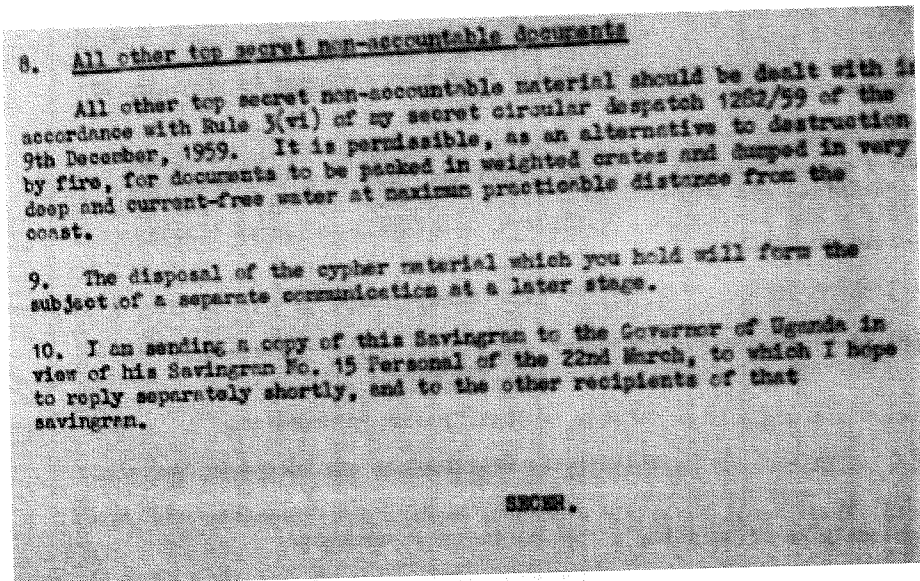 8. All other top secret non-accountable documents
All other top secret non-accountable material should be dealt with in
accordance with Rule 3(vi) of my secret circular despatch 1282/59 of the
9th December, 1959. It is permissible, as an alternative to destruction
by fire, for documents to be packed in weighted crates and dumped in very
deep and current-free water at maximum practicable distance from the
coast.
9. The disposal of the cypher material which you hold will form the
subject of a separate communication at a later stage.
10. I am sending a copy of this Savingram to the Governor of Uganda in
view of his Savingram No. 15 Personal of the 22nd March, to which I hope
to reply separately shortly, and to the other recipients of that
savingram.
SECER.